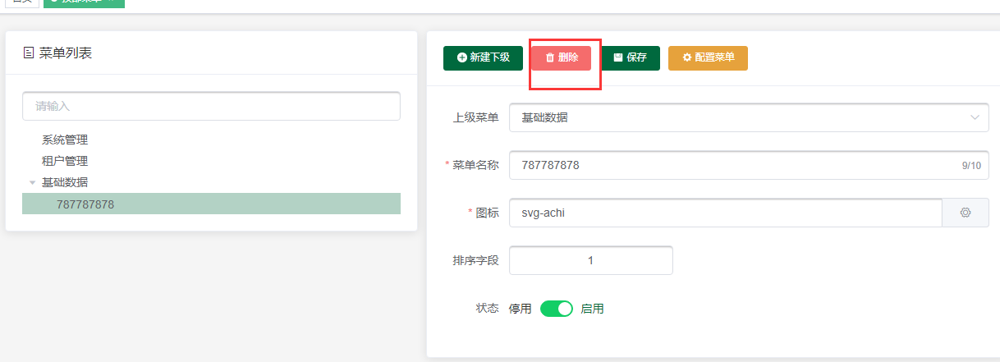 菜单列表
新建下级
删除
保存
配置菜单
请输入
系统管理
租户管理
基础数据
787787878
上级菜单 基础数据
* 菜单名称 787787878 9/10
* 图标 svg-achi
排序字段 1
状态 停用 启用